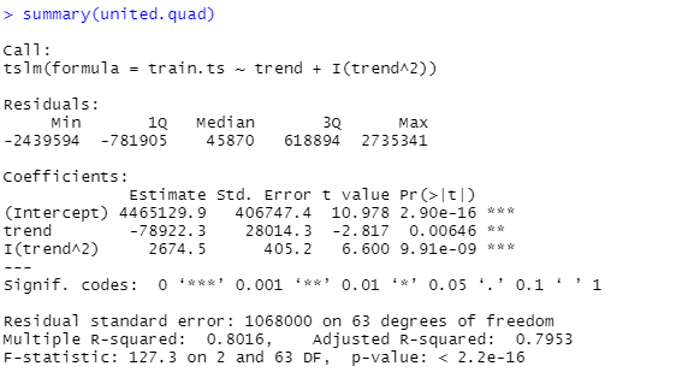 > summary(united.quad)
Call:
tslm(formula = train.ts ~ trend + I(trend^2))
Residuals:
     Min       1Q   Median       3Q      Max
-2439594  -781905    45870   618894  2735341
Coefficients:
             Estimate Std. Error t value Pr(>|t|)
(Intercept) 4465129.9   406747.4  10.978 2.90e-16 ***
trend        -78922.3    28014.3  -2.817  0.00646 **
I(trend^2)     2674.5      405.2   6.600 9.91e-09 ***
---
Signif. codes:  0 ‘***’ 0.001 ‘**’ 0.01 ‘*’ 0.05 ‘.’ 0.1 ‘ ’ 1
Residual standard error: 1068000 on 63 degrees of freedom
Multiple R-squared:  0.8016,    Adjusted R-squared:  0.7953
F-statistic: 127.3 on 2 and 63 DF,  p-value: < 2.2e-16